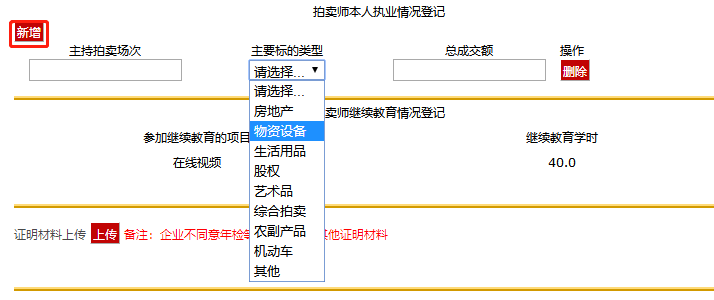 拍卖师本人执业情况登记
新增
主持拍卖场次 主要标的类型 总成交额 操作
请选择... 删除
请选择...
房地产
卖师继续教育情况登记
物资设备
参加继续教育的项目 继续教育学时
生活用品
在线视频 40.0
股权
艺术品
综合拍卖
农副产品
证明材料上传 上传 备注：企业不同意年检等 其他证明材料
机动车
其他